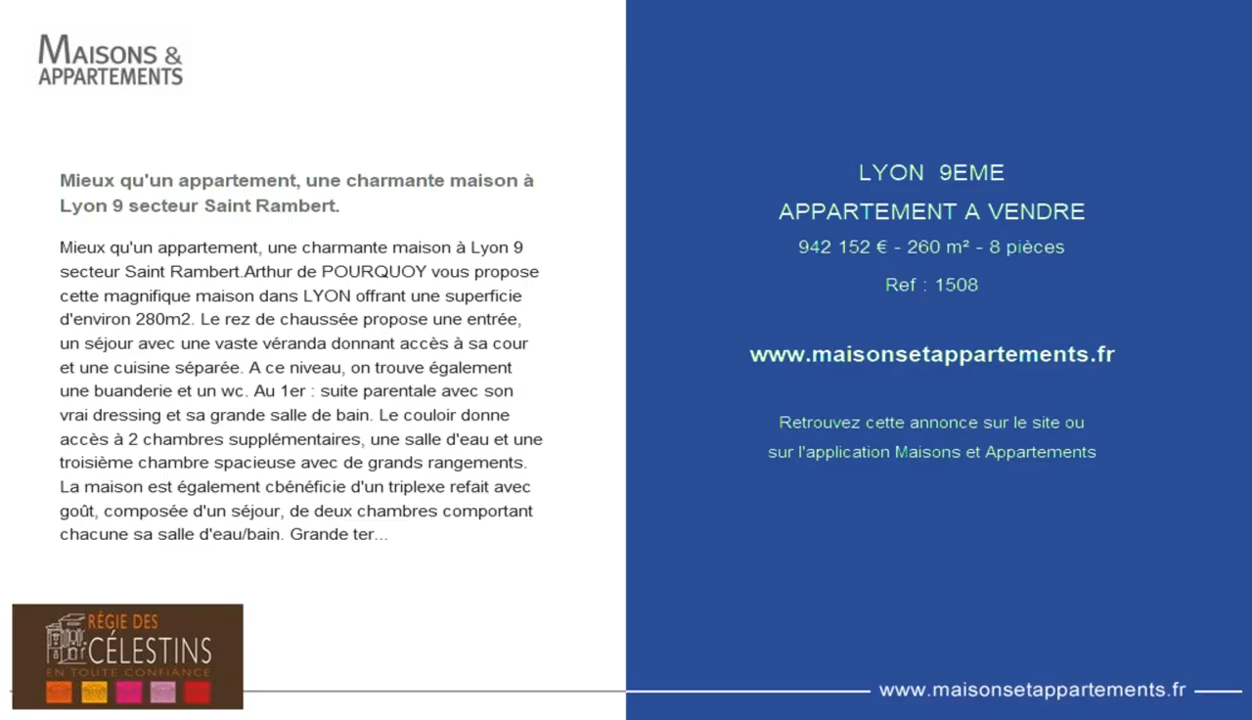 MAISONS &
APPARTEMENTS
Mieux qu'un appartement, une charmante maison à
Lyon 9 secteur Saint Rambert.
Mieux qu'un appartement, une charmante maison à Lyon 9
secteur Saint Rambert.Arthur de POURQUOY vous propose
cette magnifique maison dans LYON offrant une superficie
d'environ 280m2. Le rez de chaussée propose une entrée,
un séjour avec une vaste véranda donnant accès à sa cour
et une cuisine séparée. A ce niveau, on trouve également
une buanderie et un wc. Au 1er : suite parentale avec son
vrai dressing et sa grande salle de bain. Le couloir donne
accès à 2 chambres supplémentaires, une salle d'eau et une
troisième chambre spacieuse avec de grands rangements.
La maison est également cbénéficie d'un triplexe refait avec
goût, composée d'un séjour, de deux chambres comportant
chacune sa salle d'eau/bain. Grande ter...
RÉGIE DES
CÉLESTINS
EN TOUTE CONFIANCE
LYON 9EME
APPARTEMENT A VENDRE
942 152 € - 260 m² - 8 pièces
Ref : 1508
www.maisonsetappartements.fr
Retrouvez cette annonce sur le site ou
sur l'application Maisons et Appartements
www.maisonsetappartements.fr